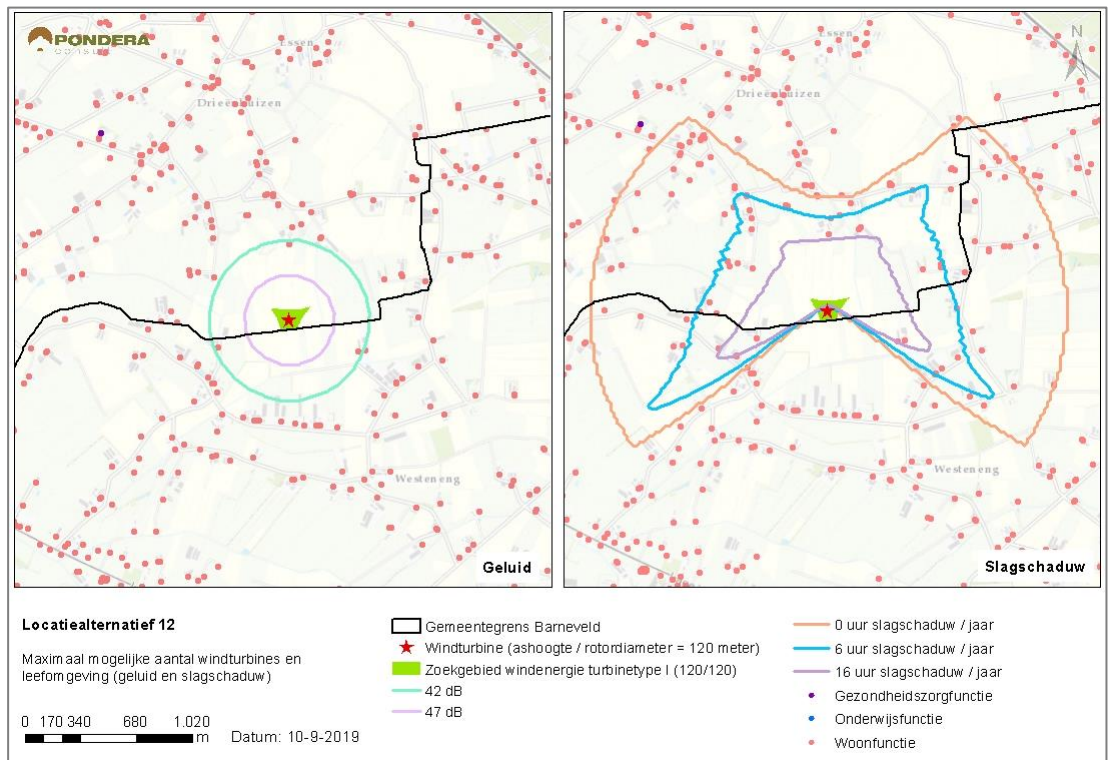 PONDERA
consult
Essen
Drieenhuizen
Westeneng
Geluid
N
Essen
Drieenhuizen
Westeneng
Slagschaduw
Locatiealternatief 12
Maximaal mogelijke aantal windturbines en
leefomgeving (geluid en slagschaduw)
0 170 340 680 1.020
m
Datum: 10-9-2019
Gemeentegrens Barneveld
Windturbine (ashoogte / rotordiameter = 120 meter)
Zoekgebied windenergie turbinetype I (120/120)
42 dB
47 dB
0 uur slagschaduw / jaar
6 uur slagschaduw / jaar
16 uur slagschaduw / jaar
Gezondheidszorgfunctie
Onderwijsfunctie
Woonfunctie